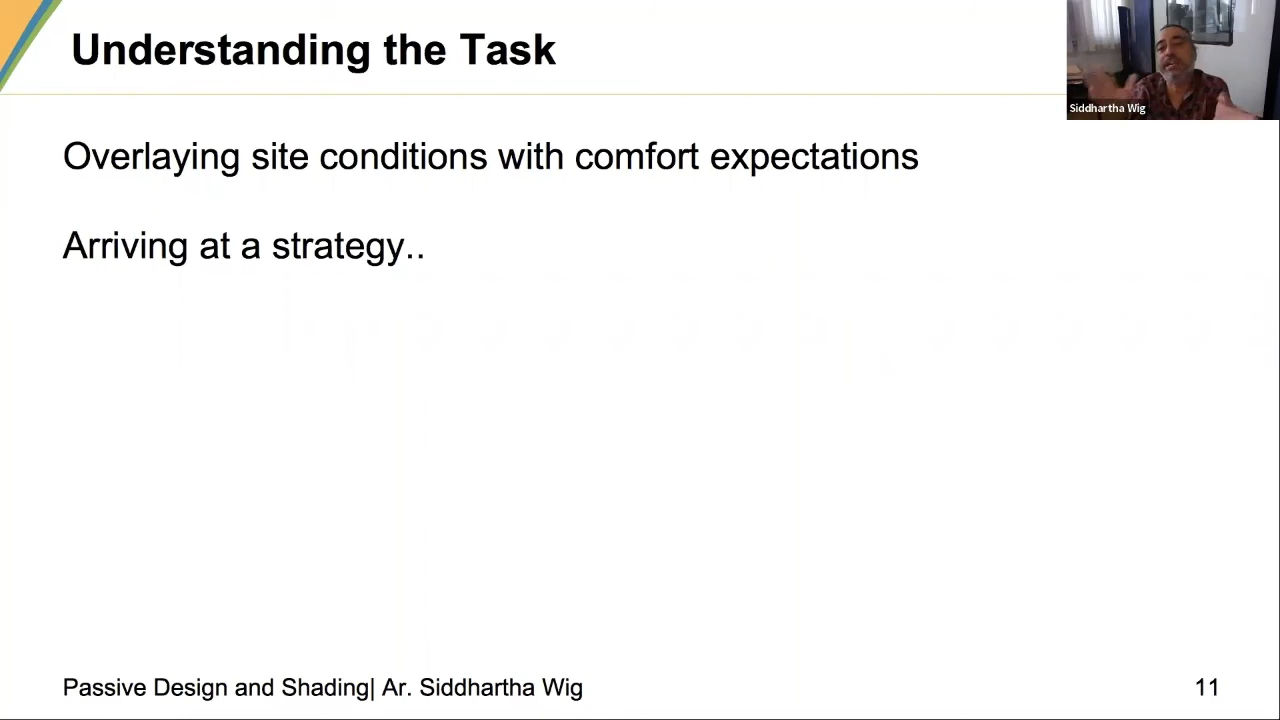 Understanding the Task
Siddhartha Wig
Overlaying site conditions with comfort expectations
Arriving at a strategy..
Passive Design and Shading| Ar. Siddhartha Wig
11